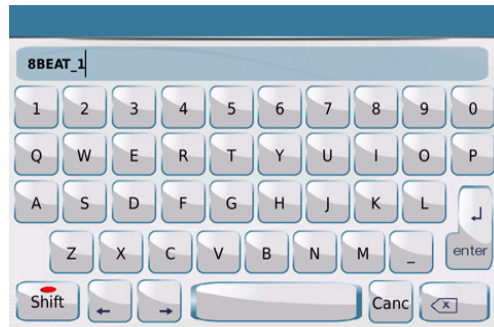 8BEAT_1
1 2 3 4 5 6 7 8 9 0
Q W E R T Y U I O P
A S D F G H J K L
enter
Z X C V B N M _
Shift ← → Canc x